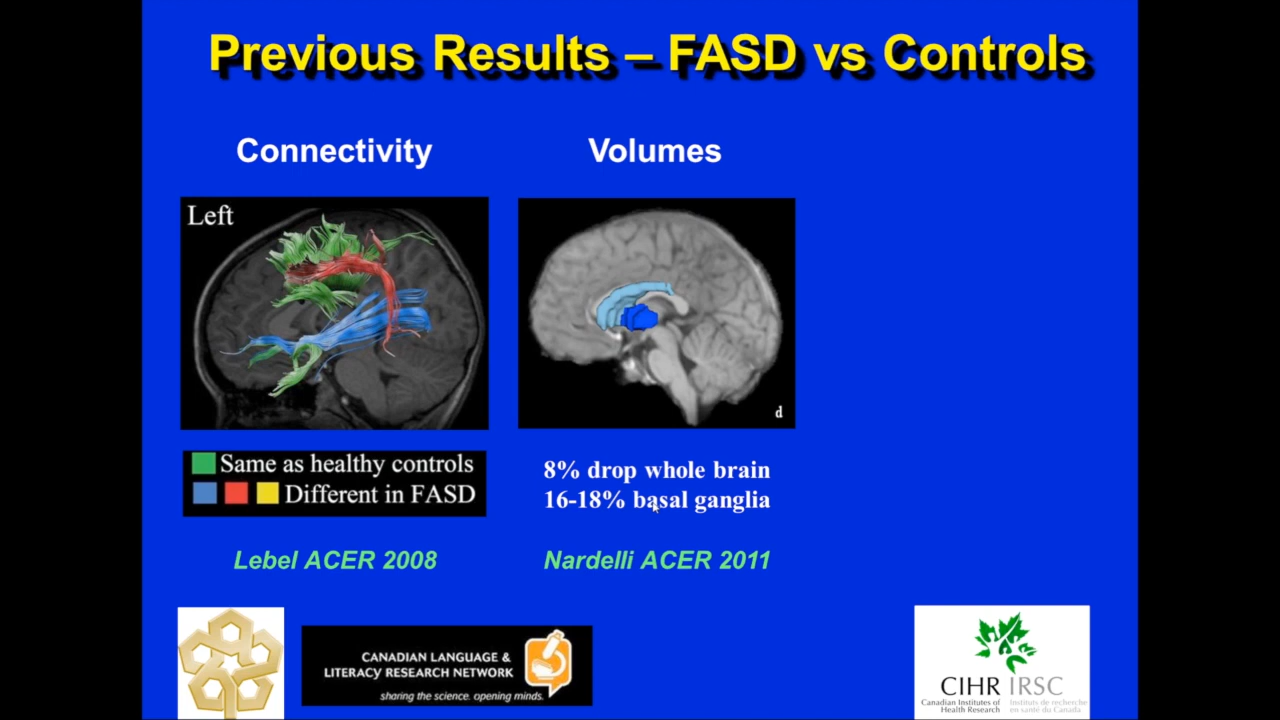 Previous Results – FASD vs Controls
Connectivity
Volumes
Left
d
Same as healthy controls
Different in FASD
8% drop whole brain
16-18% basal ganglia
Lebel ACER 2008
Nardelli ACER 2011
CANADIAN LANGUAGE &
LITERACY RESEARCH NETWORK
sharing the science. opening minds.
CIHR IRSC
Canadian Institutes of
Health Research
Instituts de recherche
en santé du Canada